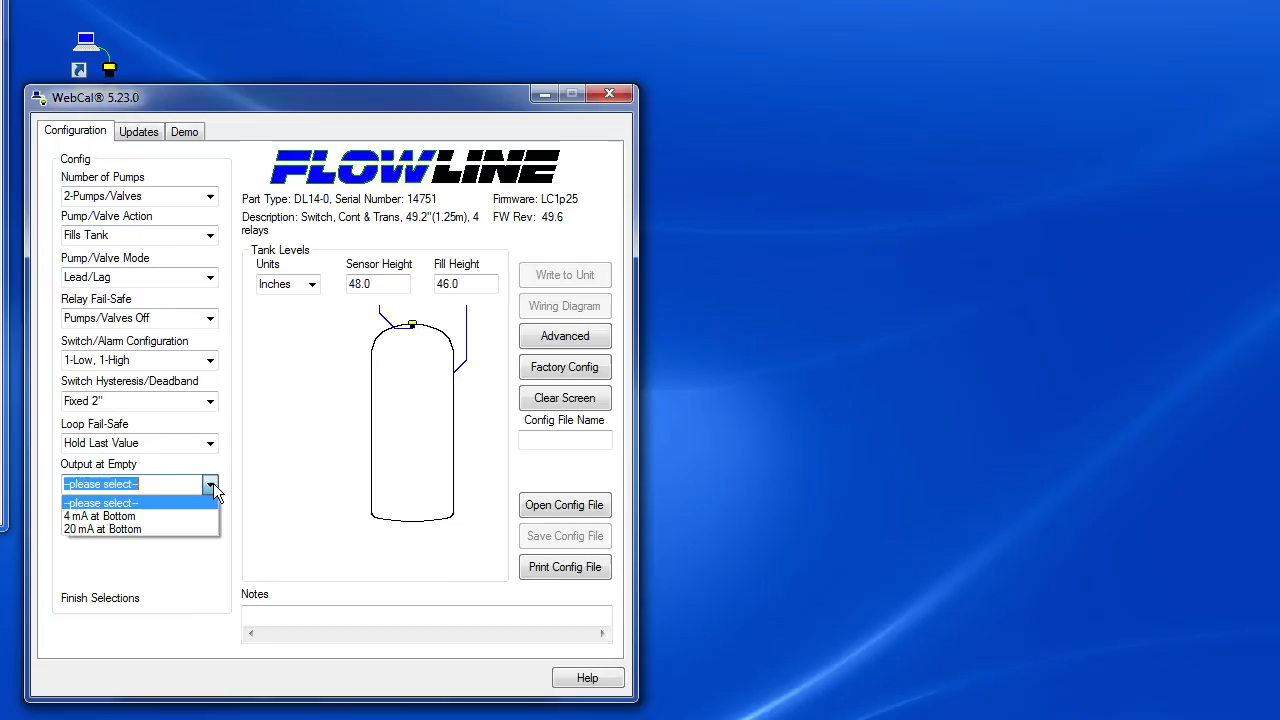 WebCal® 5.23.0
Configuration
Updates
Demo
Config
Number of Pumps
2-Pumps/Valves
Pump/Valve Action
Fills Tank
Pump/Valve Mode
Lead/Lag
Relay Fail-Safe
Pumps/Valves Off
Switch/Alarm Configuration
1-Low, 1-High
Switch Hysteresis/Deadband
Fixed 2"
Loop Fail-Safe
Hold Last Value
Output at Empty
--please select--
--please select--
4 mA at Bottom
20 mA at Bottom
Finish Selections
FLOWLINE
Part Type: DL14-0, Serial Number: 14751
Firmware: LC1p25
Description: Switch, Cont & Trans, 49.2"(1.25m), 4
relays
FW Rev: 49.6
Tank Levels
Units
Sensor Height
Fill Height
Inches
48.0
46.0
Write to Unit
Wiring Diagram
Advanced
Factory Config
Clear Screen
Config File Name
Open Config File
Save Config File
Print Config File
Notes
Help